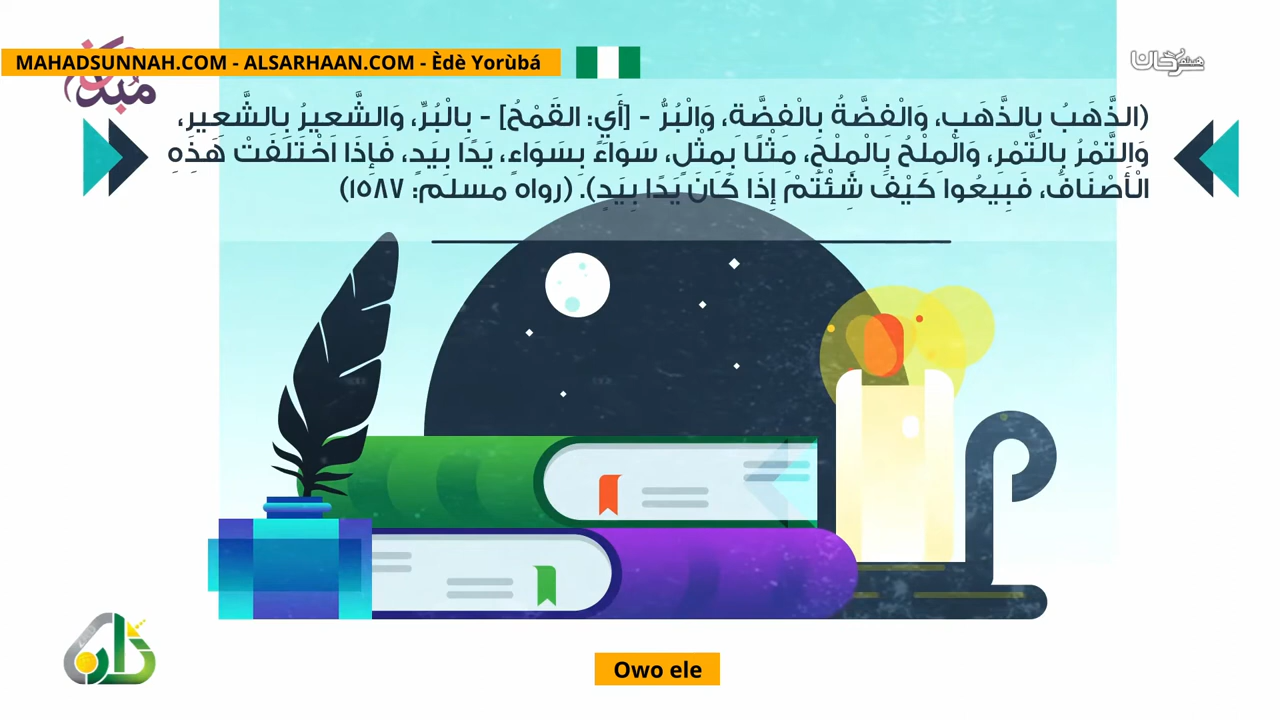 MAHADSUNNAH.COM - ALSARHAAN.COM - Èdè Yorùbá
(الذَّهَبُ بِالذَّهَبِ، وَالْفِضَّةُ بِالْفِضَّةِ، وَالْبُرُّ - [أَي: القَمْحُ] - بِالْبُرِّ، وَالشَّعِيرُ بِالشَّعِيرِ،
وَالتَّمْرُ بِالتَّمْرِ، وَالْمِلْحُ بِالْمِلْحِ، مِثْلًا بِمِثْلٍ، سَوَاءً بِسَوَاءٍ، يَدًا بِيَدٍ، فَإِذَا اخْتَلَفَتْ هَذِهِ
الْأَصْنَافُ، فَبِيعُوا كَيْفَ شِئْتُمْ إِذَا كَانَ يَدًا بِيَدٍ). (رواه مسلم: ١٥٨٧)
Owo ele